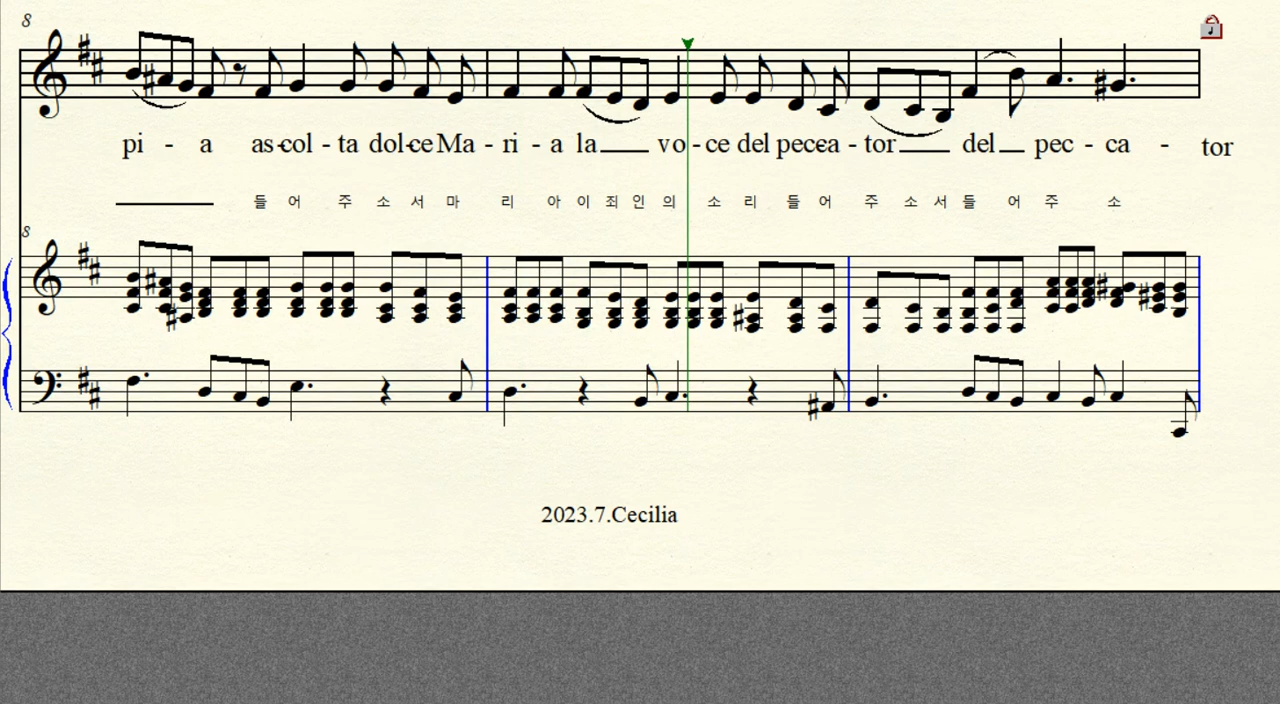 8
pi - a as-col - ta dol-ce Ma - ri - a la vo - ce del pecca - tor del pec - ca - tor
들 어 주 소 서 마 리 아 이 죄 인 의 소 리 들 어 주 소 서 들 어 주 소
8
2023.7.Cecilia